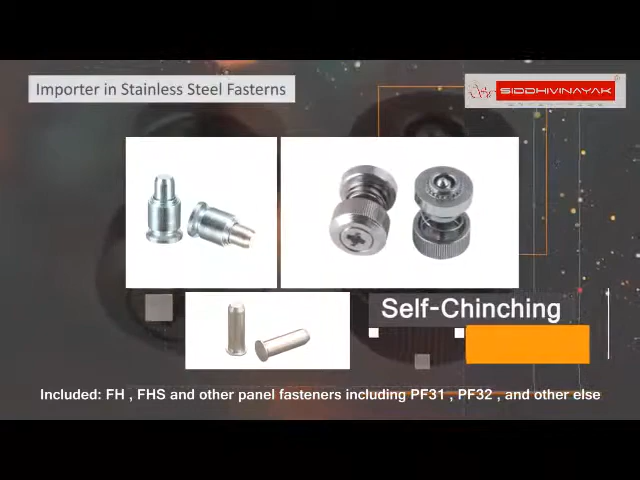 Importer in Stainless Steel Fasterns
SIDDHIVINAYAK
Self-Chinching
Included: FH , FHS and other panel fasteners including PF31 , PF32 , and other else